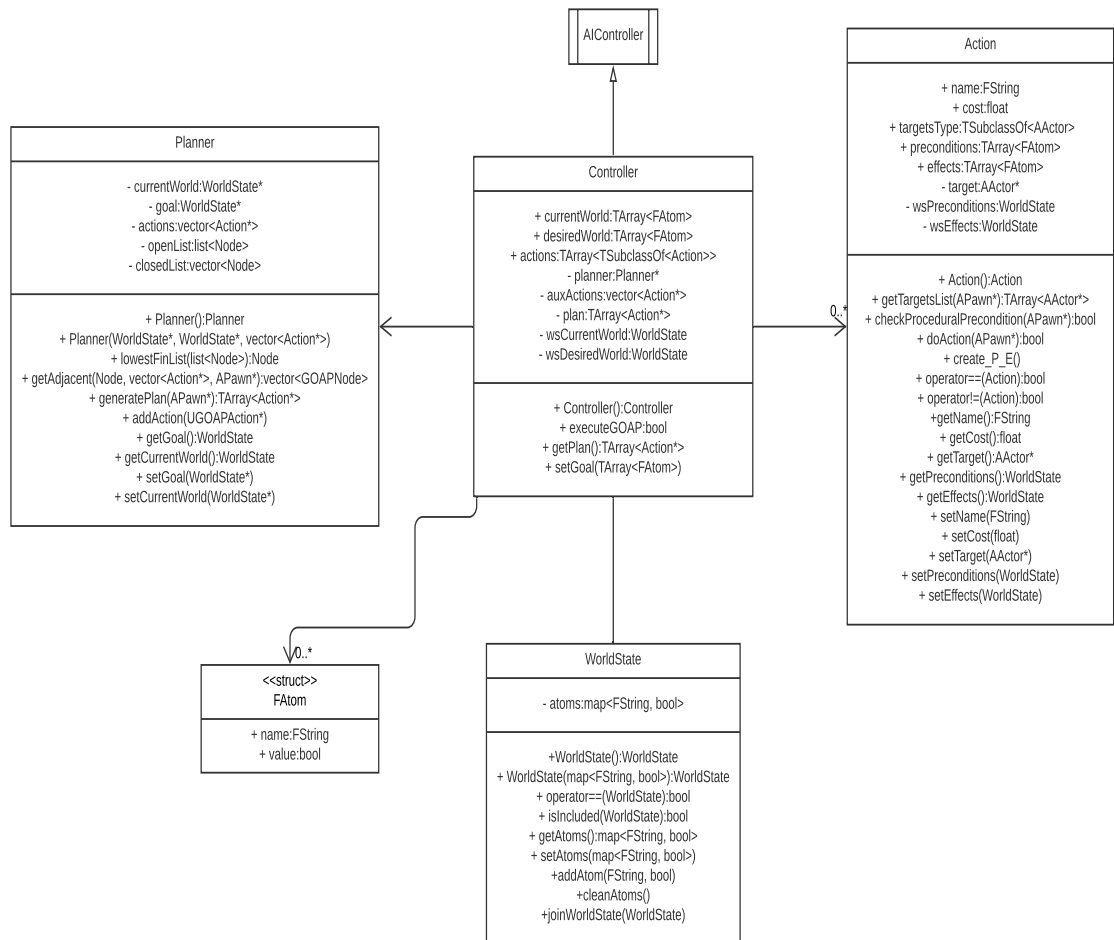 AIController
Action
+ name:FString
+ cost:float
+ targetsType:TSubclassOf<AActor>
+ preconditions:TArray<FAtom>
+ effects:TArray<FAtom>
- target:AActor*
- wsPreconditions:WorldState
- wsEffects:WorldState
+ Action():Action
+ getTargetsList(APawn*):TArray<AActor*>
+ checkProceduralPrecondition(APawn*):bool
+ doAction(APawn*):bool
+ create_P_E()
+ operator==(Action):bool
+ operator!=(Action):bool
+getName():FString
+ getCost():float
+ getTarget():AActor*
+ getPreconditions():WorldState
+ getEffects():WorldState
+ setName(FString)
+ setCost(float)
+ setTarget(AActor*)
+ setPreconditions(WorldState)
+ setEffects(WorldState)
Planner
- currentWorld:WorldState*
- goal:WorldState*
- actions:vector<Action*>
- openList:list<Node>
- closedList:vector<Node>
+ Planner():Planner
+ Planner(WorldState*, WorldState*, vector<Action*>)
+ lowestFinList(list<Node>):Node
+ getAdjacent(Node, vector<Action*>, APawn*):vector<GOAPNode>
+ generatePlan(APawn*):TArray<Action*>
+ addAction(UGOAPAction*)
+ getGoal():WorldState
+ getCurrentWorld():WorldState
+ setGoal(WorldState*)
+ setCurrentWorld(WorldState*)
Controller
+ currentWorld:TArray<FAtom>
+ desiredWorld:TArray<FAtom>
+ actions:TArray<TSubclassOf<Action>>
- planner:Planner*
- auxActions:vector<Action*>
- plan:TArray<Action*>
- wsCurrentWorld:WorldState
- wsDesiredWorld:WorldState
+ Controller():Controller
+ executeGOAP:bool
+ getPlan():TArray<Action*>
+ setGoal(TArray<FAtom>)
0..*
0..*
<<struct>>
FAtom
+ name:FString
+ value:bool
WorldState
- atoms:map<FString, bool>
+WorldState():WorldState
+ WorldState(map<FString, bool>):WorldState
+ operator==(WorldState):bool
+ isIncluded(WorldState):bool
+ getAtoms():map<FString, bool>
+ setAtoms(map<FString, bool>)
+addAtom(FString, bool)
+cleanAtoms()
+joinWorldState(WorldState)